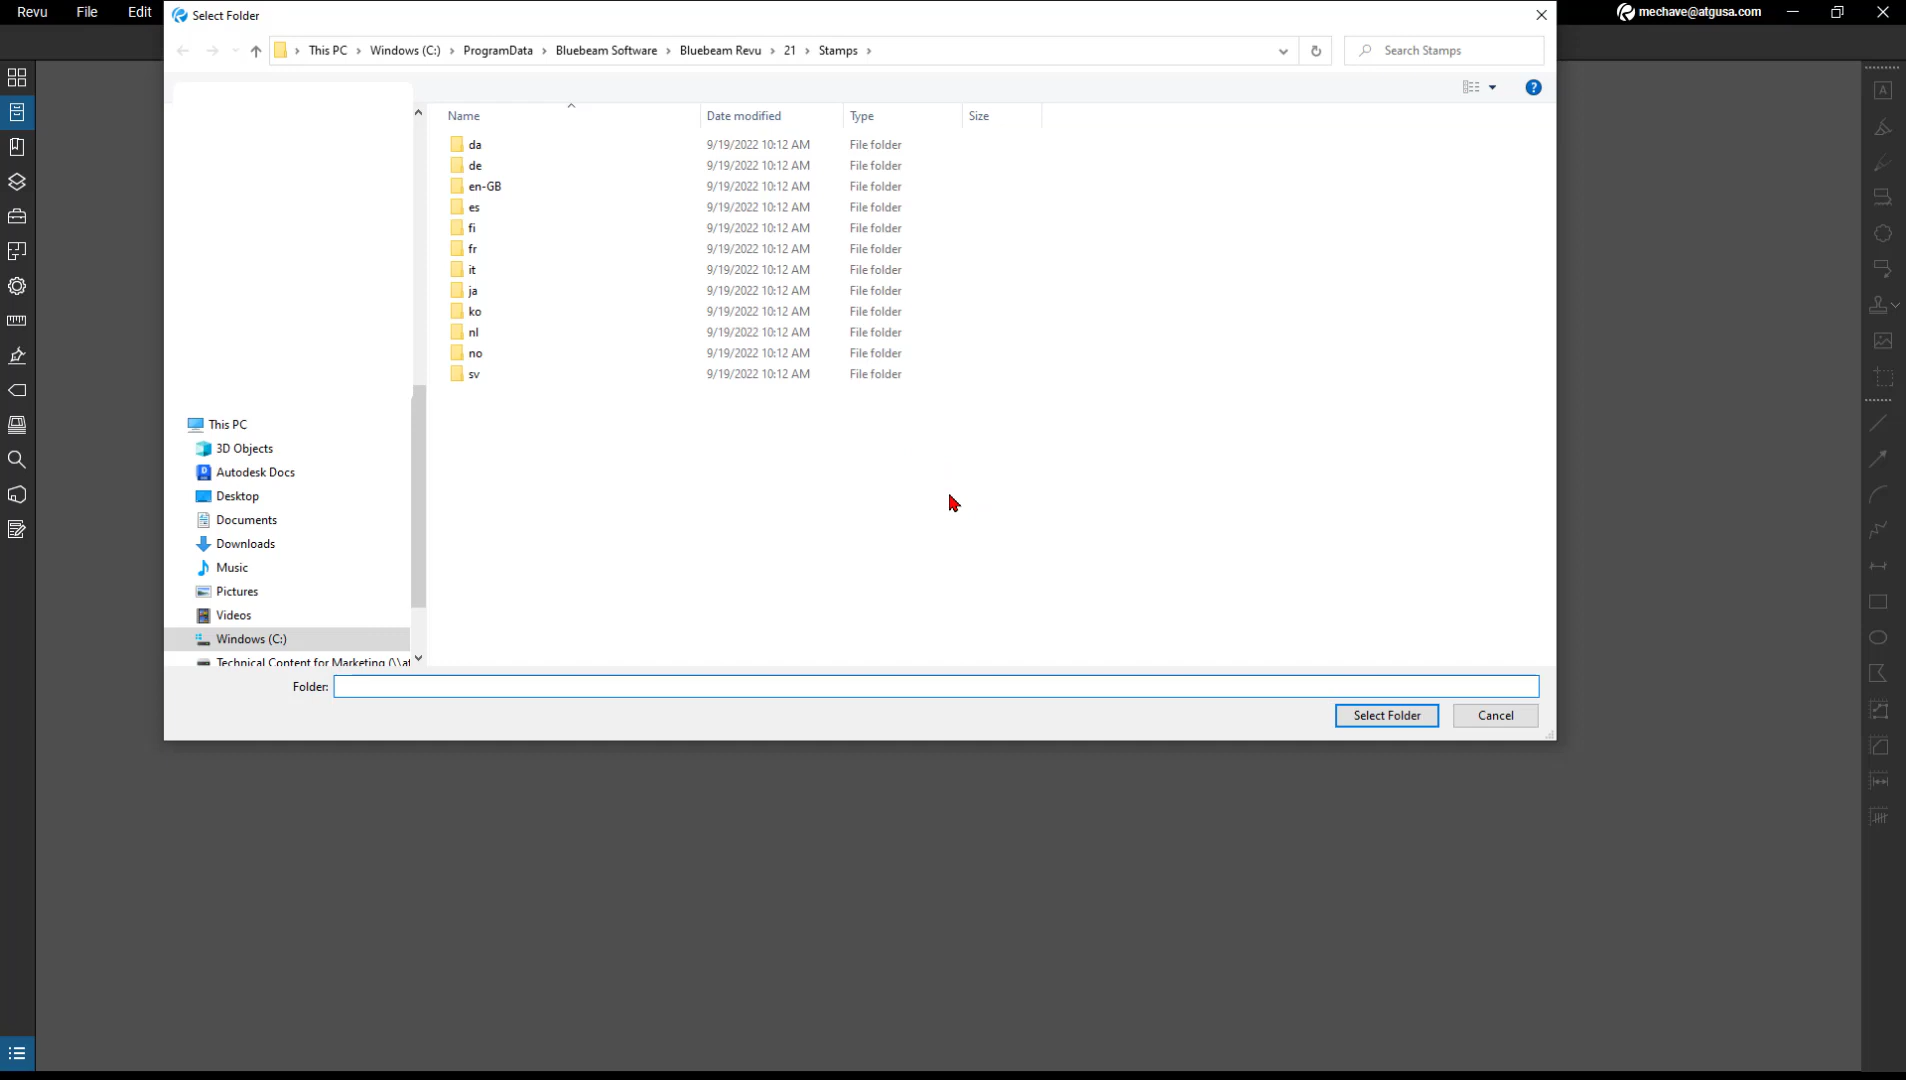 Revu File Edit
Select Folder
mechave@atgusa.com
This PC > Windows (C:) > ProgramData > Bluebeam Software > Bluebeam Revu > 21 > Stamps >
Search Stamps
Name Date modified Type Size
da 9/19/2022 10:12 AM File folder
de 9/19/2022 10:12 AM File folder
en-GB 9/19/2022 10:12 AM File folder
es 9/19/2022 10:12 AM File folder
fi 9/19/2022 10:12 AM File folder
fr 9/19/2022 10:12 AM File folder
it 9/19/2022 10:12 AM File folder
ja 9/19/2022 10:12 AM File folder
ko 9/19/2022 10:12 AM File folder
nl 9/19/2022 10:12 AM File folder
no 9/19/2022 10:12 AM File folder
sv 9/19/2022 10:12 AM File folder
This PC
3D Objects
Autodesk Docs
Desktop
Documents
Downloads
Music
Pictures
Videos
Windows (C:)
Technical Content for Marketing (\\at
Folder:
Select Folder Cancel